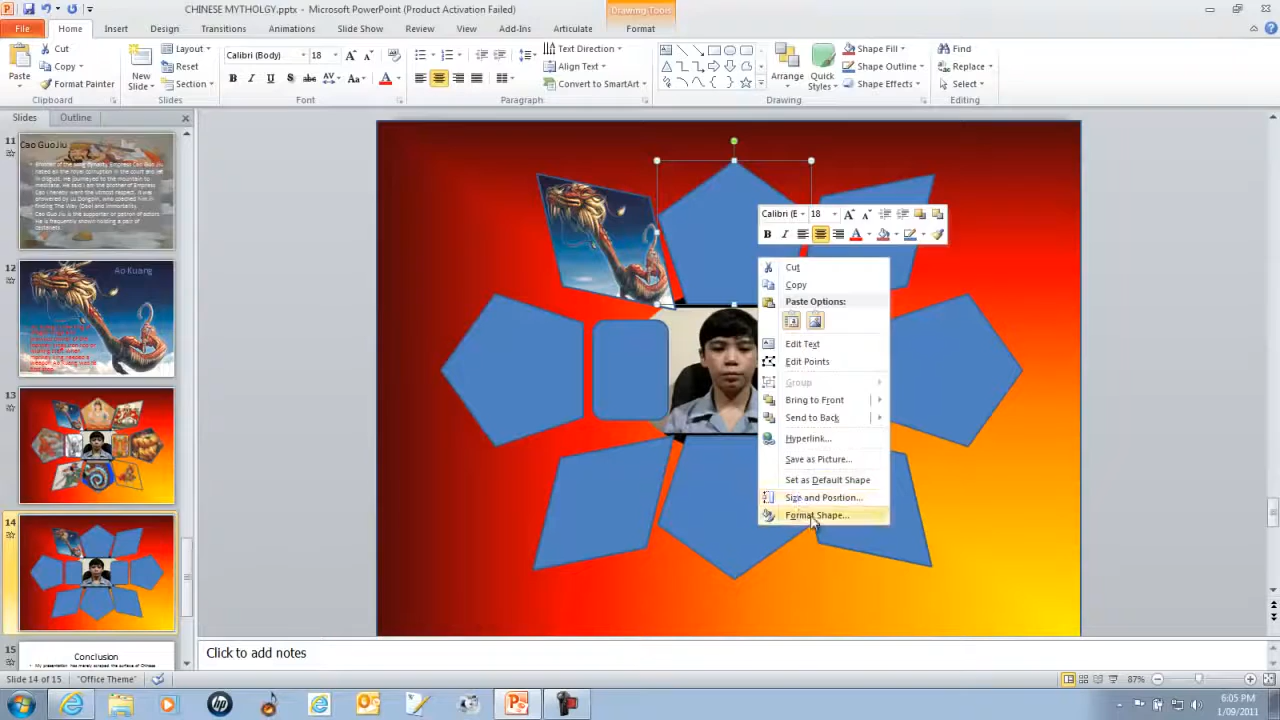 CHINESE MYTHOLGY.pptx - Microsoft PowerPoint (Product Activation Failed)
Drawing Tools
File Home Insert Design Transitions Animations Slide Show Review View Add-Ins Articulate Format
Paste
Cut
Copy
Format Painter
Clipboard
New Slide
Layout
Reset
Section
Slides
Calibri (Body) 18
B I U S abc AV Aa A
Font
Text Direction
Align Text
Convert to SmartArt
Paragraph
Arrange
Quick Styles
Shape Fill
Shape Outline
Shape Effects
Drawing
Find
Replace
Select
Editing
Slides Outline
11
Cao Guo Jiu
12
Ao Kuang
13
14
15
Conclusion
Calibri (E 18
B I A
Cut
Copy
Paste Options:
Edit Text
Edit Points
Group
Bring to Front
Send to Back
Hyperlink...
Save as Picture...
Set as Default Shape
Size and Position...
Format Shape...
Click to add notes
Slide 14 of 15 "Office Theme" 87%
6:05 PM
1/09/2011